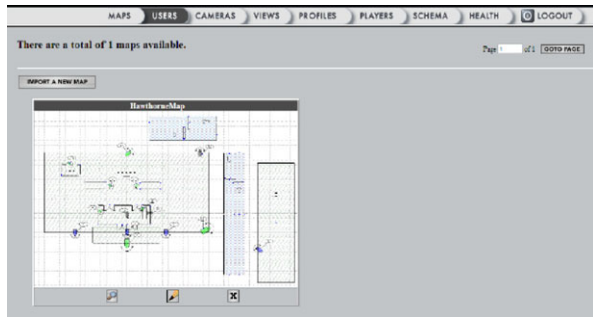 MAPS USERS CAMERAS VIEWS PROFILES PLAYERS SCHEMA HEALTH LOGOUT
There are a total of 1 maps available.
Page 1 of 1 GOTO PAGE
IMPORT A NEW MAP
HawthorneMap
X